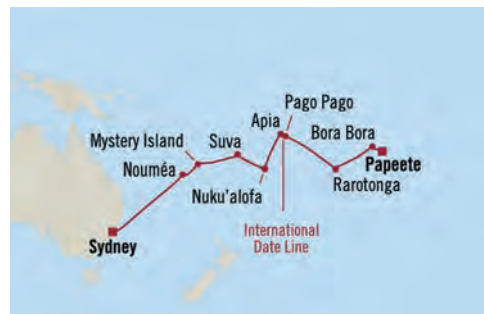 Pago Pago
Apia
Bora Bora
Mystery Island
Suva
Papeete
Nouméa
Rarotonga
Nuku'alofa
International
Date Line
Sydney